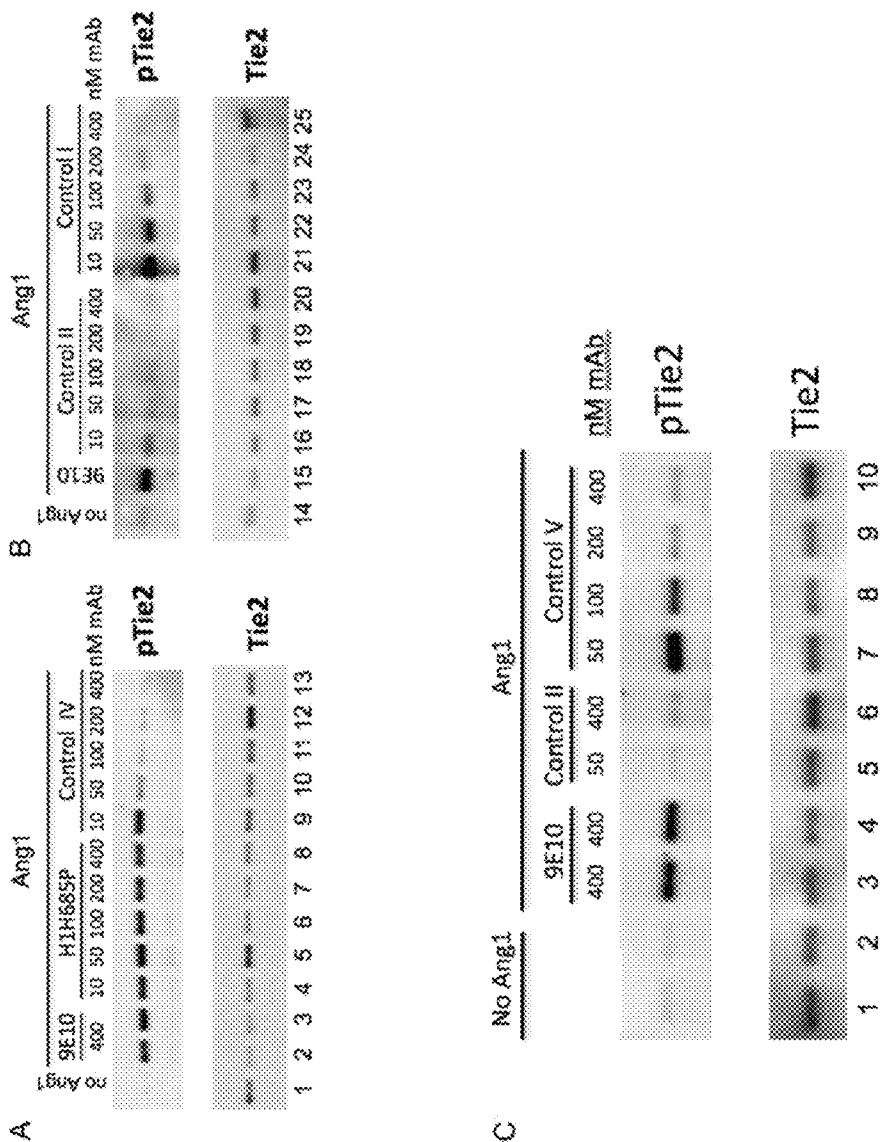 A
Ang1
no Ang1 9E10 H1H685P Control IV
400 10 50 100 200 400 10 50 100 200 400 nM mAb
pTie2
Tie2
1 2 3 4 5 6 7 8 9 10 11 12 13
B
Ang1
no Ang1 9E10 Control II Control I
10 50 100 200 400 10 50 100 200 400 nM mAb
pTie2
Tie2
14 15 16 17 18 19 20 21 22 23 24 25
C
No Ang1 Ang1
9E10 Control II Control V
400 400 50 400 50 100 200 400 nM mAb
pTie2
Tie2
1 2 3 4 5 6 7 8 9 10